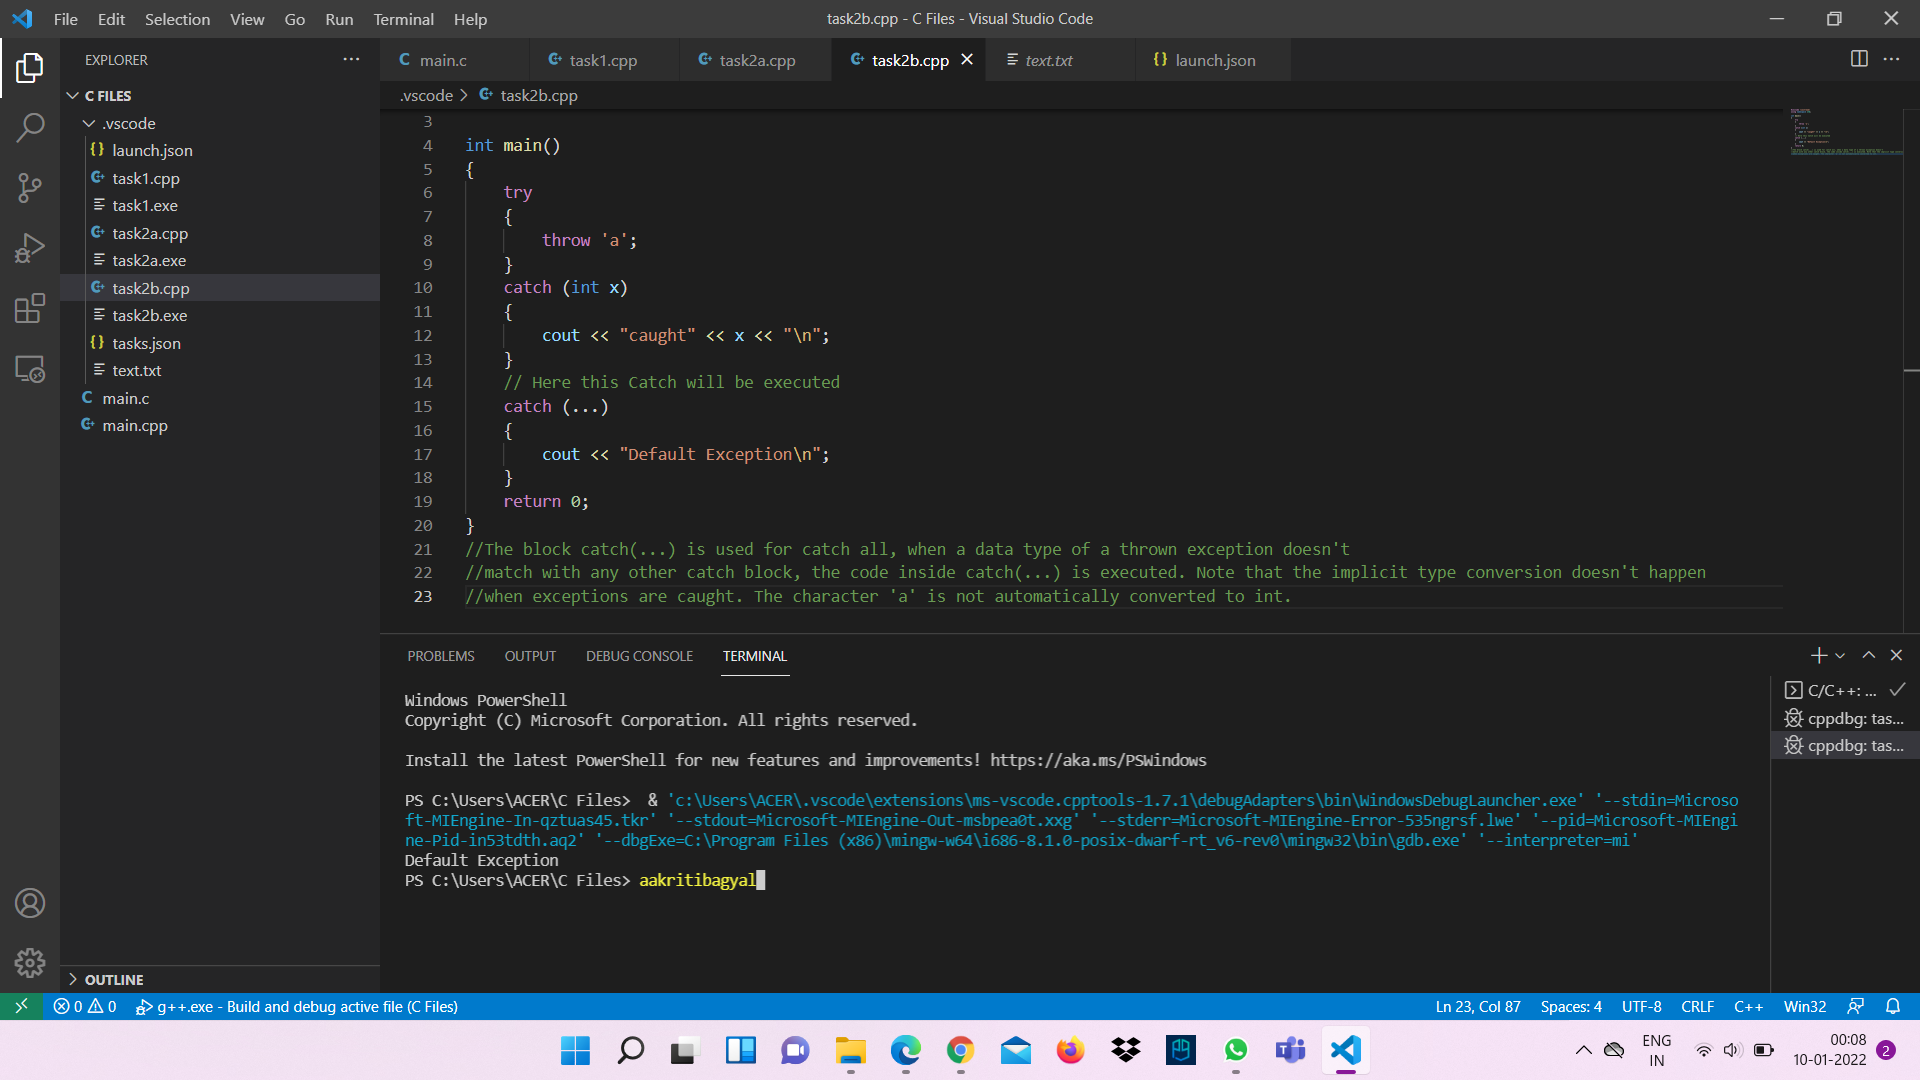 File Edit Selection View Go Run Terminal Help
task2b.cpp - C Files - Visual Studio Code
EXPLORER
C FILES
.vscode
launch.json
task1.cpp
task1.exe
task2a.cpp
task2a.exe
task2b.cpp
task2b.exe
tasks.json
text.txt
main.c
main.cpp
OUTLINE
main.c task1.cpp task2a.cpp task2b.cpp text.txt launch.json
.vscode > task2b.cpp
3
4 int main()
5 {
6 try
7 {
8 throw 'a';
9 }
10 catch (int x)
11 {
12 cout << "caught" << x << "\n";
13 }
14 // Here this Catch will be executed
15 catch (...)
16 {
17 cout << "Default Exception\n";
18 }
19 return 0;
20 }
21 //The block catch(...) is used for catch all, when a data type of a thrown exception doesn't
22 //match with any other catch block, the code inside catch(...) is executed. Note that the implicit type conversion doesn't happen
23 //when exceptions are caught. The character 'a' is not automatically converted to int.
PROBLEMS OUTPUT DEBUG CONSOLE TERMINAL
Windows PowerShell
Copyright (C) Microsoft Corporation. All rights reserved.
Install the latest PowerShell for new features and improvements! https://aka.ms/PSWindows
PS C:\Users\ACER\C Files>  & 'c:\Users\ACER\.vscode\extensions\ms-vscode.cpptools-1.7.1\debugAdapters\bin\WindowsDebugLauncher.exe' '--stdin=Microso
ft-MIEngine-In-qztuas45.tkr' '--stdout=Microsoft-MIEngine-Out-msbpea0t.xxg' '--stderr=Microsoft-MIEngine-Error-535ngrsf.lwe' '--pid=Microsoft-MIEngi
ne-Pid-in53tdth.aq2' '--dbgExe=C:\Program Files (x86)\mingw-w64\i686-8.1.0-posix-dwarf-rt_v6-rev0\mingw32\bin\gdb.exe' '--interpreter=mi'
Default Exception
PS C:\Users\ACER\C Files> aakritibagyal
C/C++: ...
cppdbg: tas...
cppdbg: tas...
0 0 g++.exe - Build and debug active file (C Files)
Ln 23, Col 87 Spaces: 4 UTF-8 CRLF C++ Win32
ENG
IN
00:08
10-01-2022
2